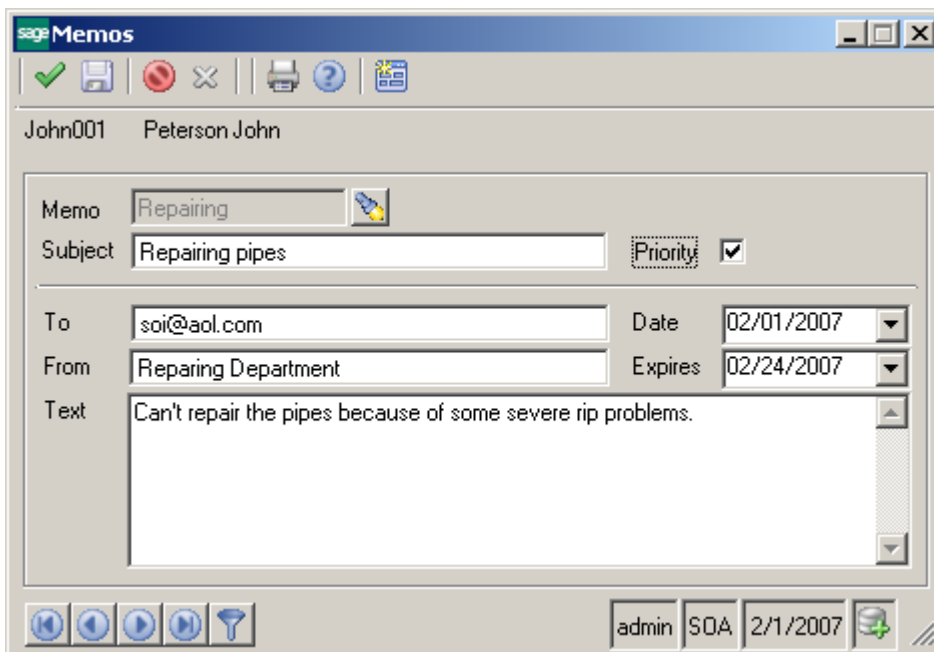 sage Memos
John001 Peterson John
Memo Repairing
Subject Repairing pipes Priority
To soi@aol.com Date 02/01/2007
From Reparing Department Expires 02/24/2007
Text Can't repair the pipes because of some severe rip problems.
admin SOA 2/1/2007